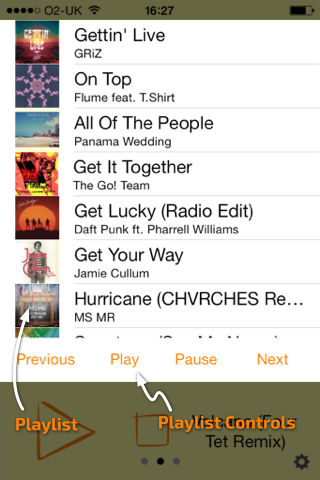 O2-UK 16:27
Gettin' Live
GRiZ
On Top
Flume feat. T.Shirt
All Of The People
Panama Wedding
Get It Together
The Go! Team
Get Lucky (Radio Edit)
Daft Punk ft. Pharrell Williams
Get Your Way
Jamie Cullum
Hurricane (CHVRCHES Re...
MS MR
Previous Play Pause Next
Playlist
Playlist Controls
Tet Remix)